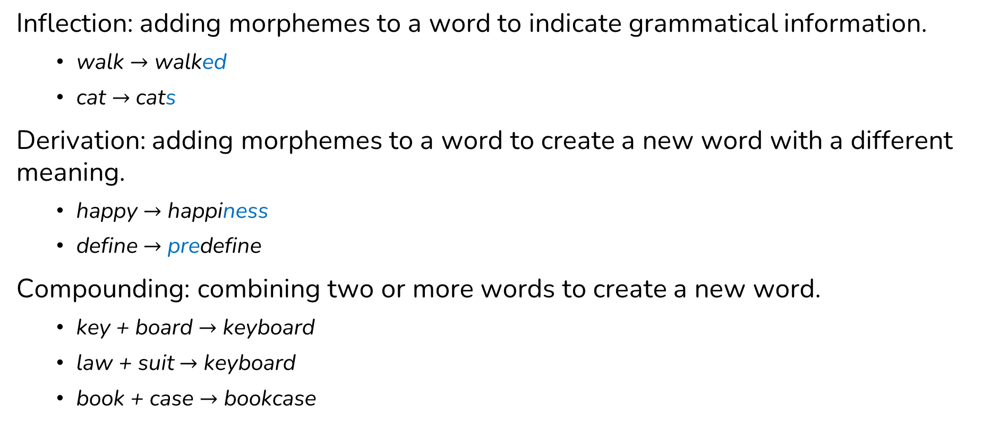 Inflection: adding morphemes to a word to indicate grammatical information.
• walk → walked
• cat → cats
Derivation: adding morphemes to a word to create a new word with a different
meaning.
• happy → happiness
• define → predefine
Compounding: combining two or more words to create a new word.
• key + board → keyboard
• law + suit → keyboard
• book + case → bookcase